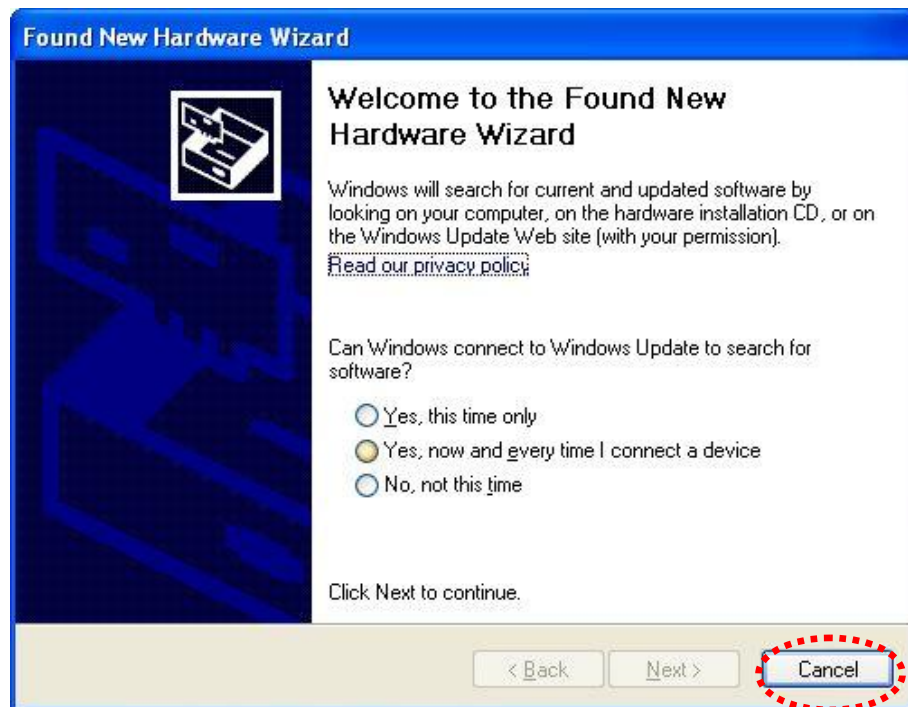 Found New Hardware Wizard
Welcome to the Found New
Hardware Wizard
Windows will search for current and updated software by
looking on your computer, on the hardware installation CD, or on
the Windows Update Web site (with your permission).
Read our privacy policy
Can Windows connect to Windows Update to search for
software?
Yes, this time only
Yes, now and every time I connect a device
No, not this time
Click Next to continue.
< Back Next > Cancel